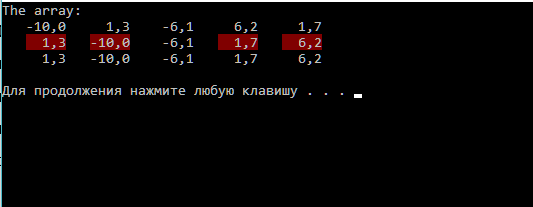 The array:
-10,0 1,3 -6,1 6,2 1,7
1,3 -10,0 -6,1 1,7 6,2
1,3 -10,0 -6,1 1,7 6,2
Для продолжения нажмите любую клавишу . . .